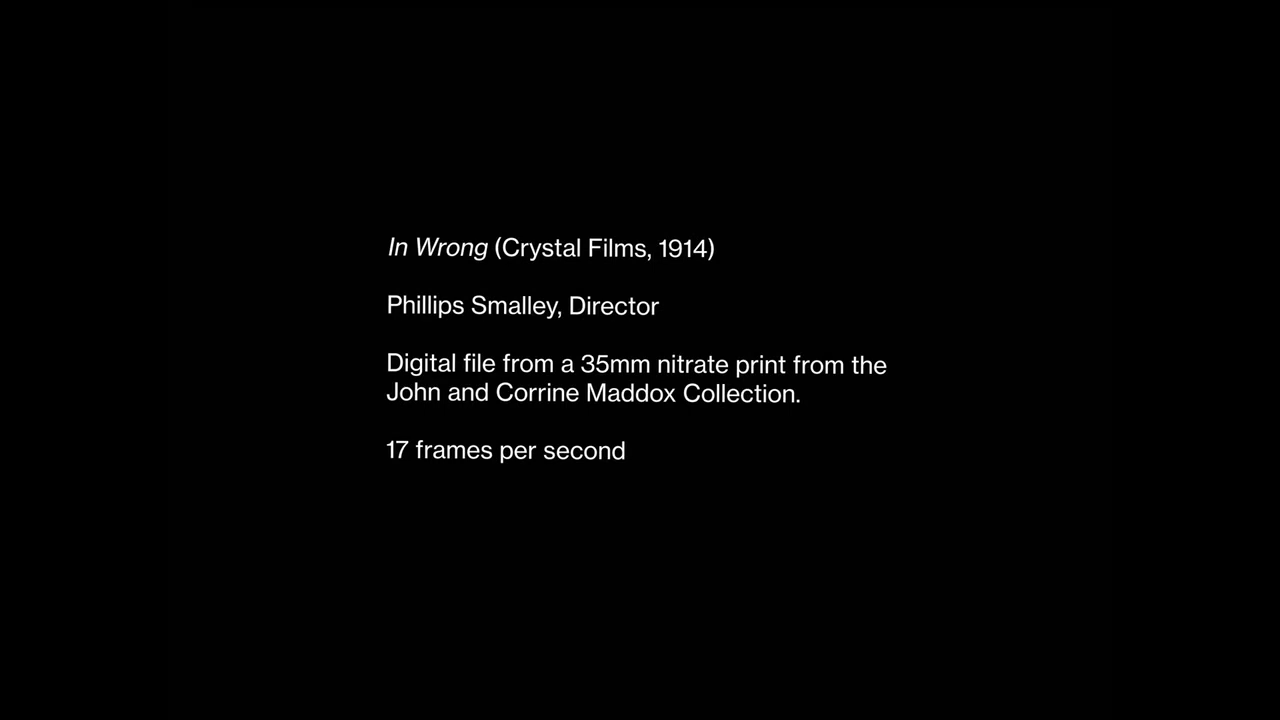 In Wrong (Crystal Films, 1914)
Phillips Smalley, Director
Digital file from a 35mm nitrate print from the
John and Corrine Maddox Collection.
17 frames per second